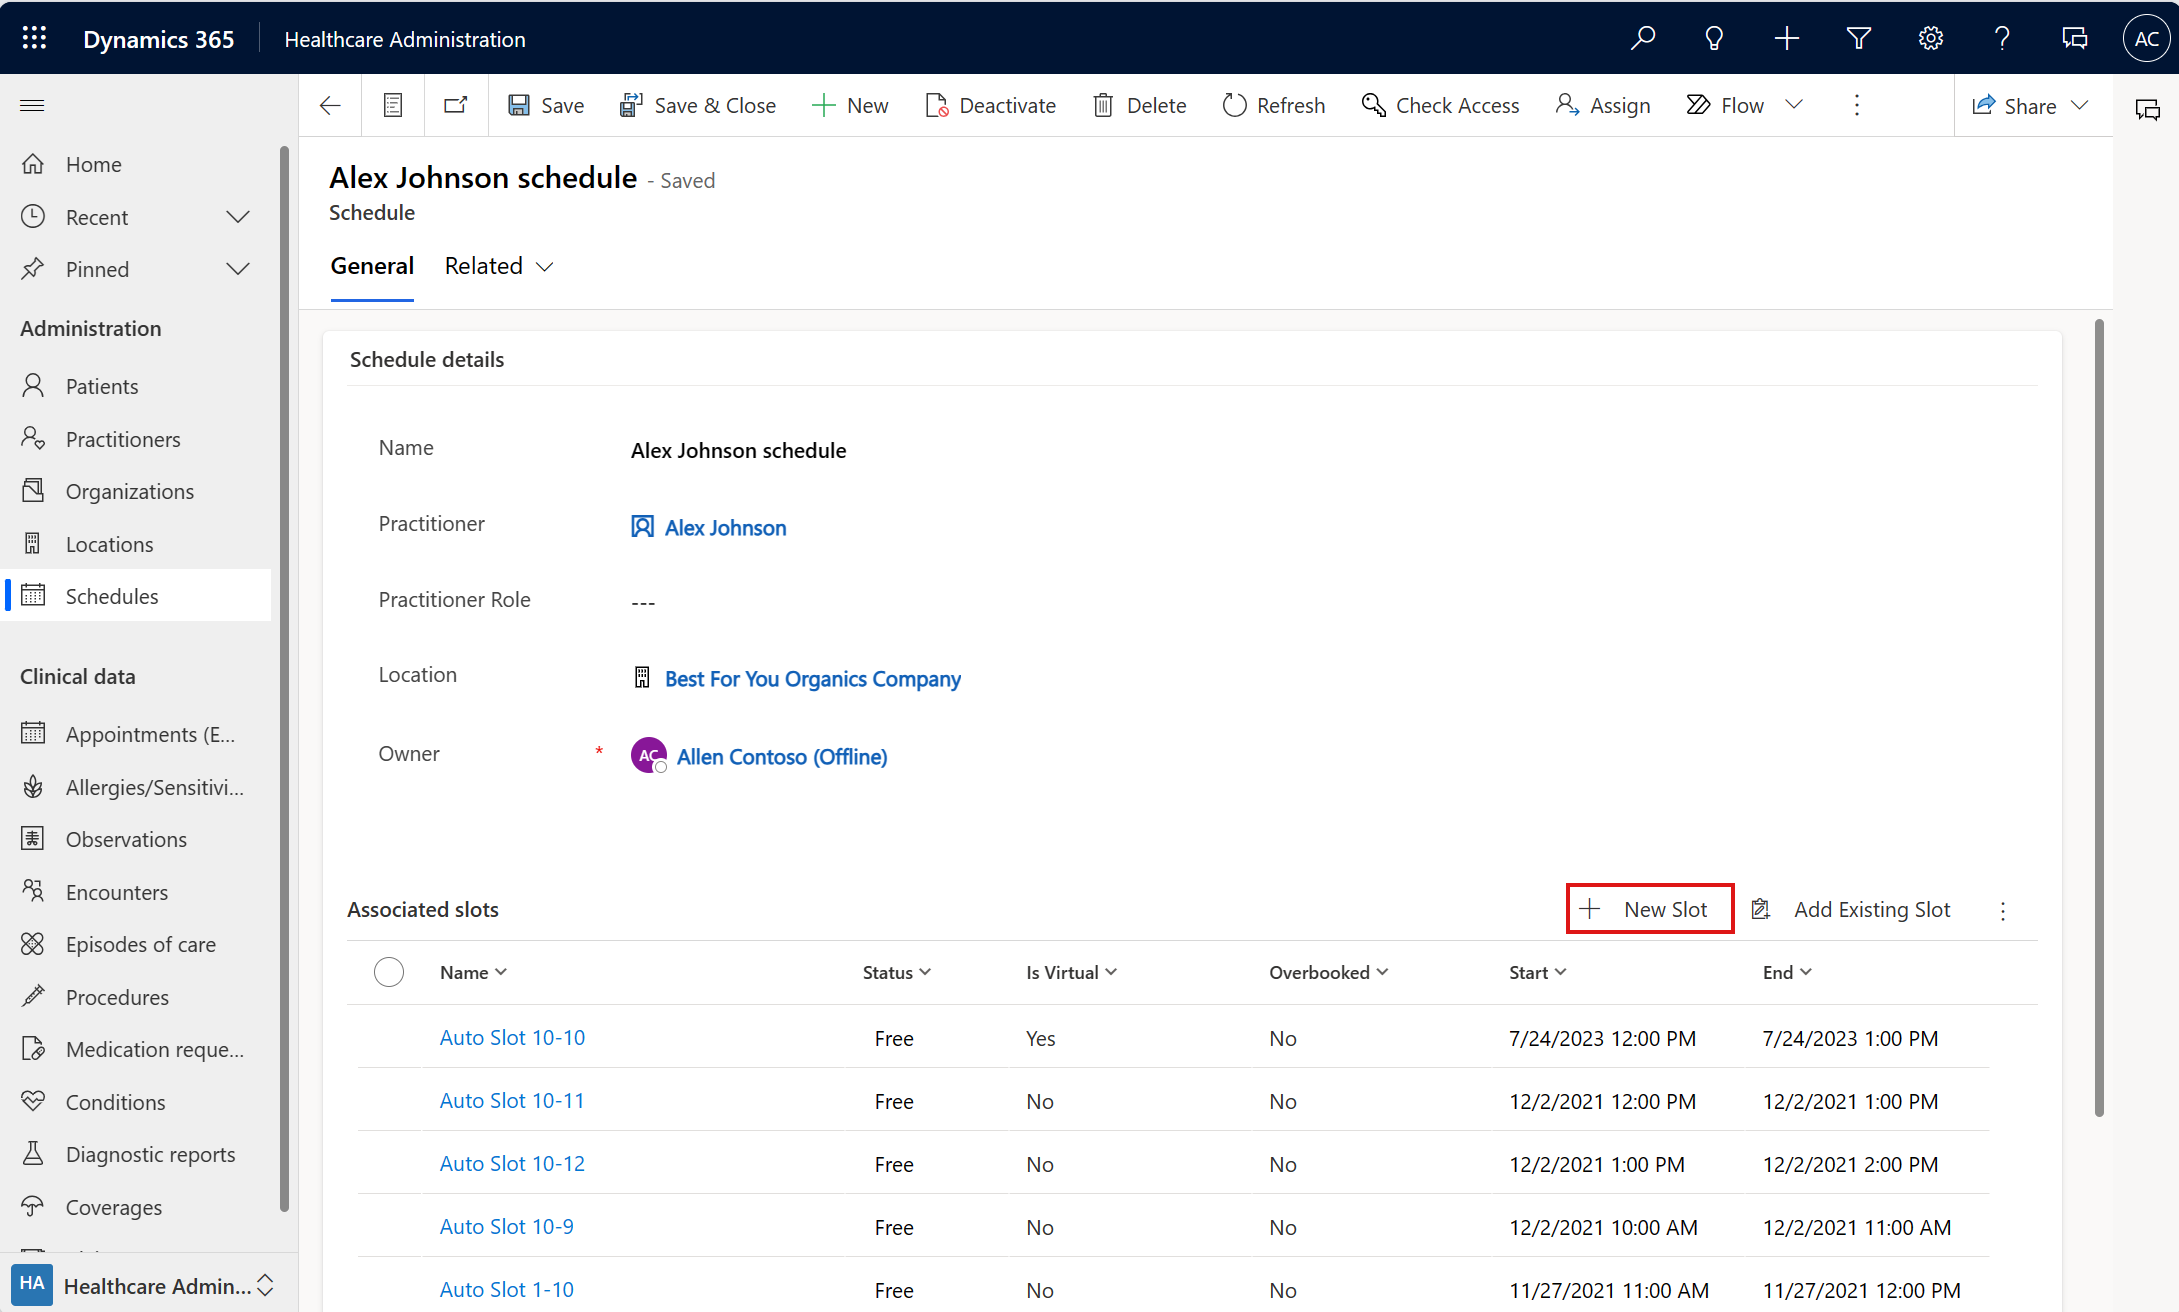 Dynamics 365 Healthcare Administration AC
Save Save & Close New Deactivate Delete Refresh Check Access Assign Flow Share
Home
Recent
Pinned
Administration
Patients
Practitioners
Organizations
Locations
Schedules
Clinical data
Appointments (E...
Allergies/Sensitivi...
Observations
Encounters
Episodes of care
Procedures
Medication reque...
Conditions
Diagnostic reports
Coverages
HA Healthcare Admin...
Alex Johnson schedule - Saved
Schedule
General Related
Schedule details
Name Alex Johnson schedule
Practitioner Alex Johnson
Practitioner Role ---
Location Best For You Organics Company
Owner * AC Allen Contoso (Offline)
Associated slots New Slot Add Existing Slot
Name Status Is Virtual Overbooked Start End
Auto Slot 10-10 Free Yes No 7/24/2023 12:00 PM 7/24/2023 1:00 PM
Auto Slot 10-11 Free No No 12/2/2021 12:00 PM 12/2/2021 1:00 PM
Auto Slot 10-12 Free No No 12/2/2021 1:00 PM 12/2/2021 2:00 PM
Auto Slot 10-9 Free No No 12/2/2021 10:00 AM 12/2/2021 11:00 AM
Auto Slot 1-10 Free No No 11/27/2021 11:00 AM 11/27/2021 12:00 PM